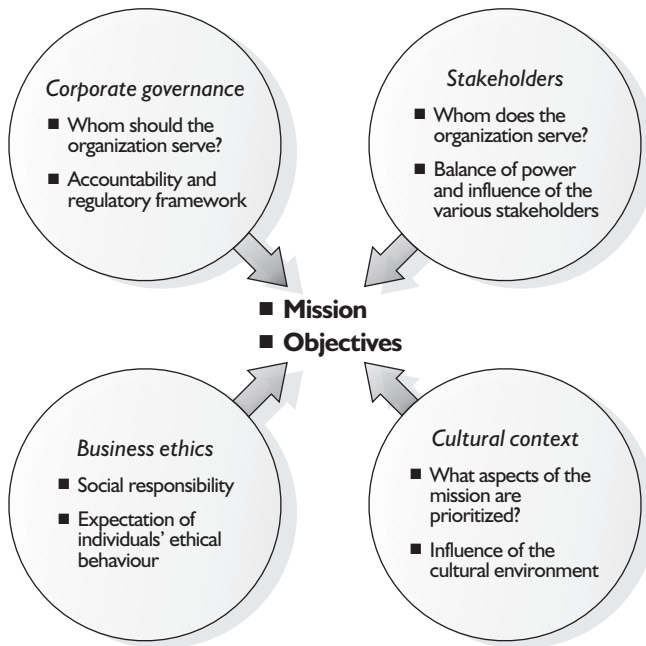 Corporate governance
■ Whom should the
organization serve?
■ Accountability and
regulatory framework
Stakeholders
■ Whom does the
organization serve?
■ Balance of power
and influence of the
various stakeholders
■ Mission
■ Objectives
Business ethics
■ Social responsibility
■ Expectation of
individuals’ ethical
behaviour
Cultural context
■ What aspects of the
mission are
prioritized?
■ Influence of the
cultural environment